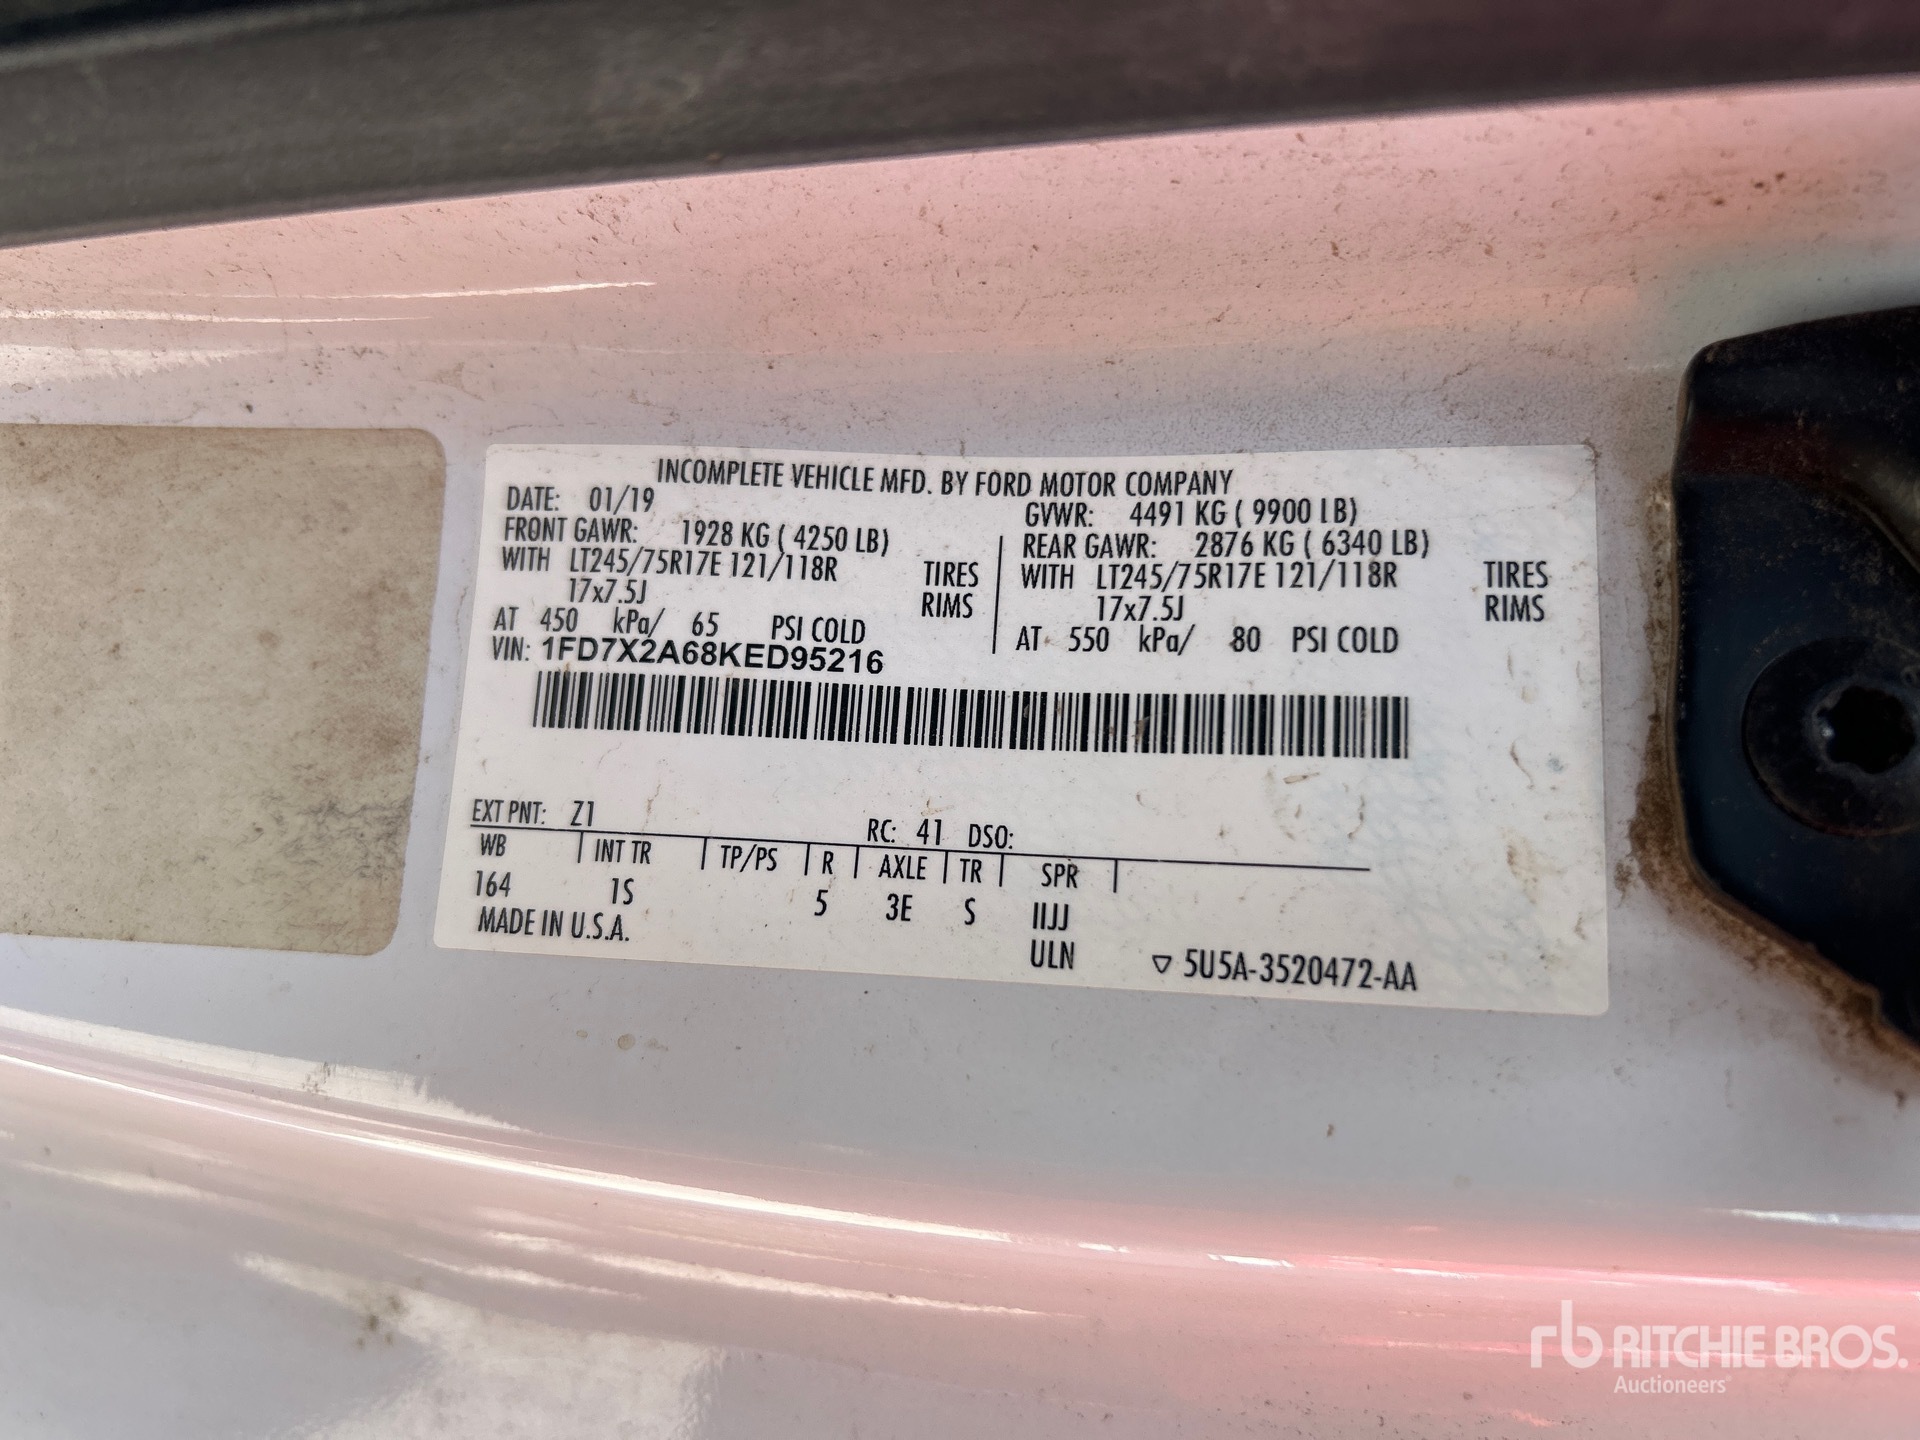 INCOMPLETE VEHICLE MFD. BY FORD MOTOR COMPANY
DATE: 01/19 GVWR: 4491 KG ( 9900 LB)
FRONT GAWR: 1928 KG ( 4250 LB) REAR GAWR: 2876 KG ( 6340 LB)
WITH LT245/75R17E 121/118R TIRES WITH LT245/75R17E 121/118R TIRES
17x7.5J RIMS 17x7.5J RIMS
AT 450 kPa/ 65 PSI COLD AT 550 kPa/ 80 PSI COLD
VIN: 1FD7X2A68KED95216
EXT PNT: Z1 RC: 41 DSO:
WB INT TR TP/PS R AXLE TR SPR
164 1S 5 3E S IIJJ
MADE IN U.S.A. ULN ▽ 5U5A-3520472-AA
rb RITCHIE BROS.
Auctioneers